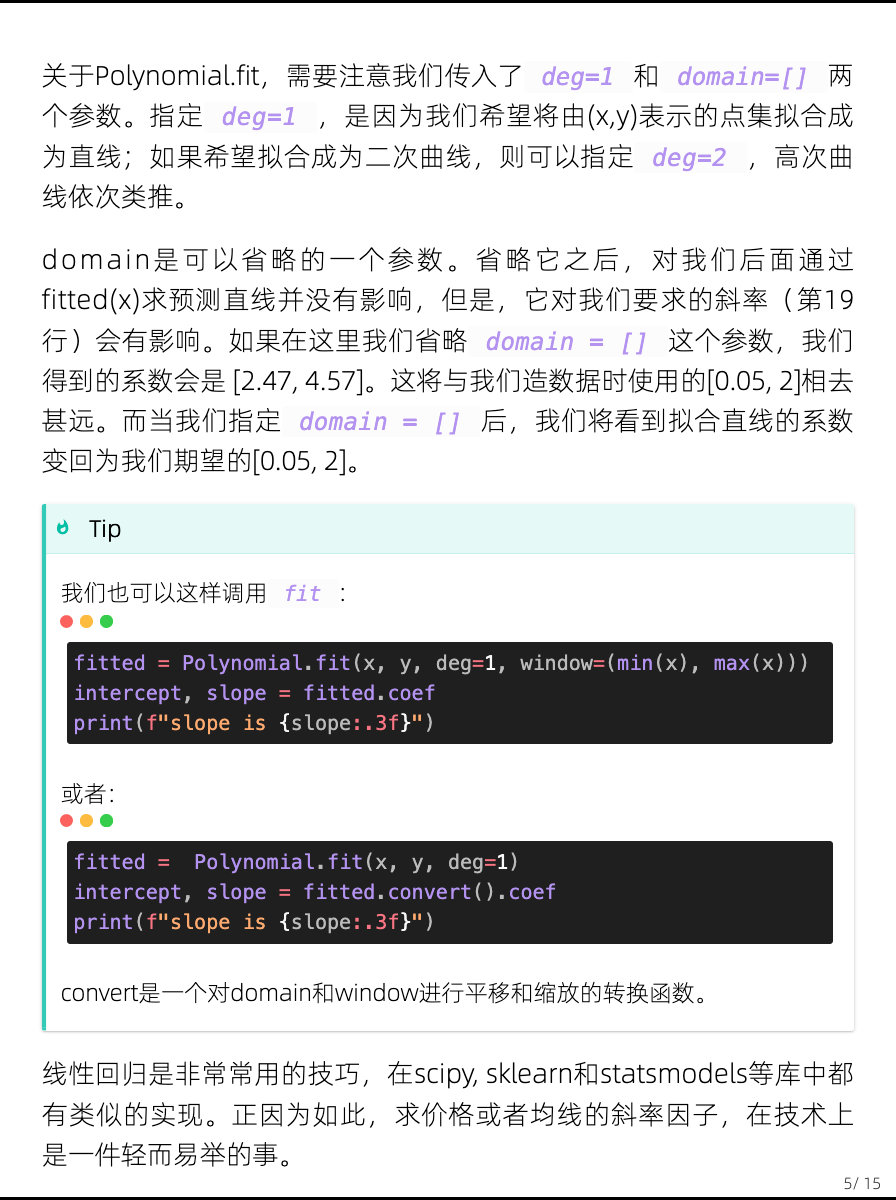 关于Polynomial.fit，需要注意我们传入了 deg=1 和 domain=[] 两
个参数。指定 deg=1 ，是因为我们希望将由(x,y)表示的点集拟合成
为直线；如果希望拟合成为二次曲线，则可以指定 deg=2 ，高次曲
线依次类推。
domain是可以省略的一个参数。省略它之后，对我们后面通过
fitted(x)求预测直线并没有影响，但是，它对我们要求的斜率（第19
行）会有影响。如果在这里我们省略 domain = [] 这个参数，我们
得到的系数会是 [2.47, 4.57]。这将与我们造数据时使用的[0.05, 2]相去
甚远。而当我们指定 domain = [] 后，我们将看到拟合直线的系数
变回为我们期望的[0.05, 2]。
Tip
我们也可以这样调用 fit ：
fitted = Polynomial.fit(x, y, deg=1, window=(min(x), max(x)))
intercept, slope = fitted.coef
print(f"slope is {slope:.3f}")
或者：
fitted =  Polynomial.fit(x, y, deg=1)
intercept, slope = fitted.convert().coef
print(f"slope is {slope:.3f}")
convert是一个对domain和window进行平移和缩放的转换函数。
线性回归是非常常用的技巧，在scipy, sklearn和statsmodels等库中都
有类似的实现。正因为如此，求价格或者均线的斜率因子，在技术上
是一件轻而易举的事。
5/ 15